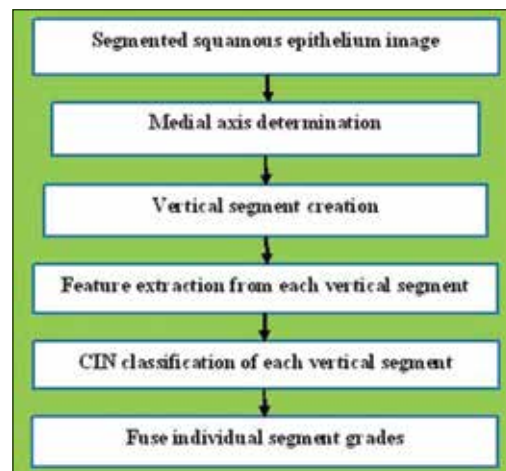 Segmented squamous epithelium image
Medial axis determination
Vertical segment creation
Feature extraction from each vertical segment
CIN classification of each vertical segment
Fuse individual segment grades